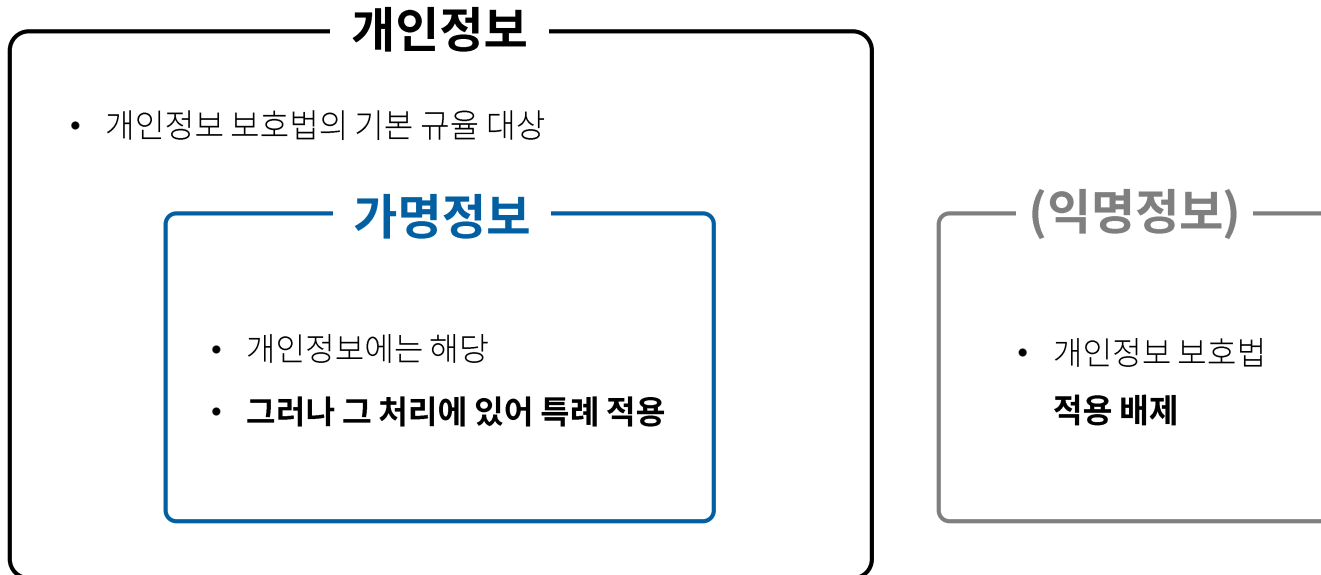 개인정보
• 개인정보 보호법의 기본 규율 대상
가명정보
• 개인정보에는 해당
• 그러나 그 처리에 있어 특례 적용
(익명정보)
• 개인정보 보호법
적용 배제